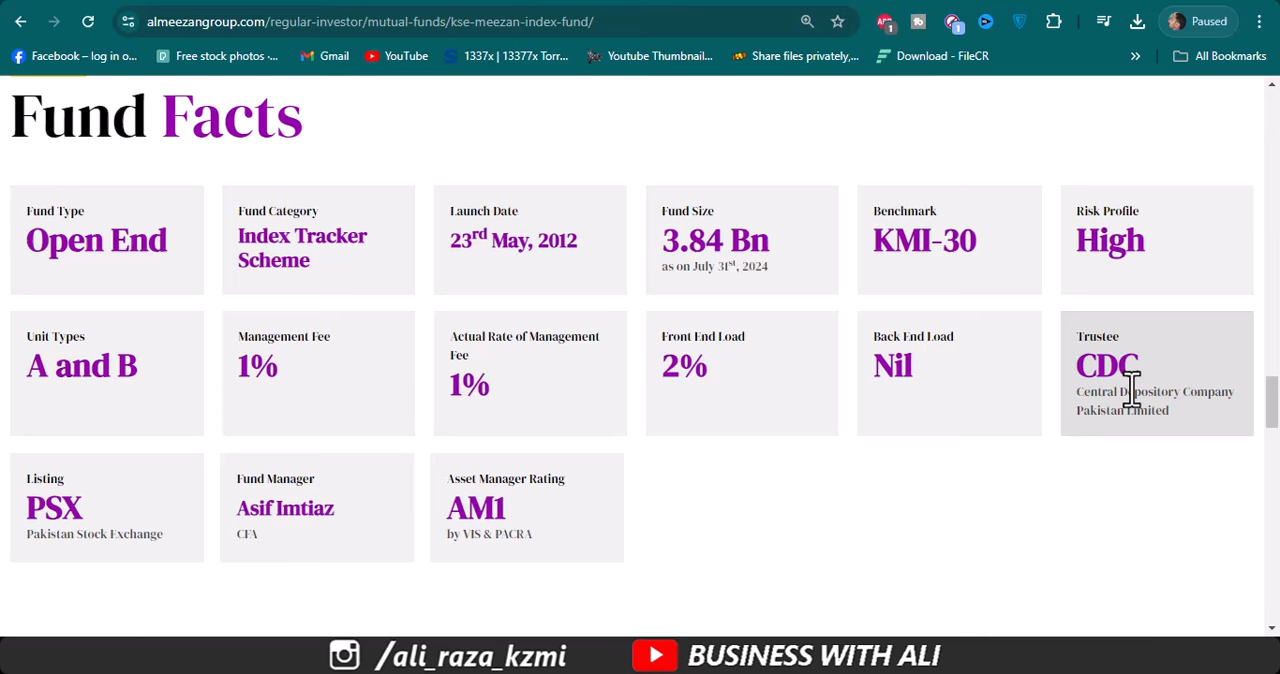 almeezangroup.com/regular-investor/mutual-funds/kse-meezan-index-fund/
Paused
Facebook – log in o...
Free stock photos ·...
Gmail
YouTube
1337x | 13377x Torr...
Youtube Thumbnail...
Share files privately,...
Download - FileCR
»
All Bookmarks
Fund Facts
Fund Type
Open End
Fund Category
Index Tracker
Scheme
Launch Date
23rd May, 2012
Fund Size
3.84 Bn
as on July 31st, 2024
Benchmark
KMI-30
Risk Profile
High
Unit Types
A and B
Management Fee
1%
Actual Rate of Management
Fee
1%
Front End Load
2%
Back End Load
Nil
Trustee
CDC
Central Depository Company
Pakistan Limited
Listing
PSX
Pakistan Stock Exchange
Fund Manager
Asif Imtiaz
CFA
Asset Manager Rating
AM1
by VIS & PACRA
/ali_raza_kzmi
BUSINESS WITH ALI